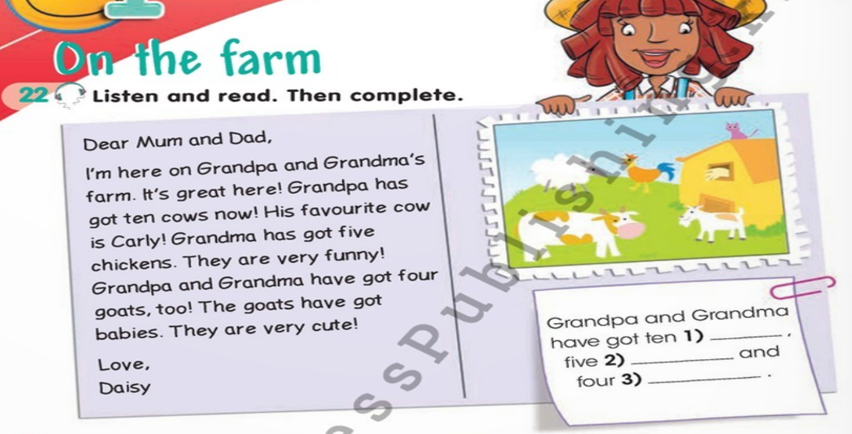 On the farm
22 Listen and read. Then complete.
Dear Mum and Dad,
I'm here on Grandpa and Grandma's
farm. It's great here! Grandpa has
got ten cows now! His favourite cow
is Carly! Grandma has got five
chickens. They are very funny!
Grandpa and Grandma have got four
goats, too! The goats have got
babies. They are very cute!
Love,
Daisy
Grandpa and Grandma
have got ten 1) ________ ,
five 2) ____________ and
four 3) _____________ .